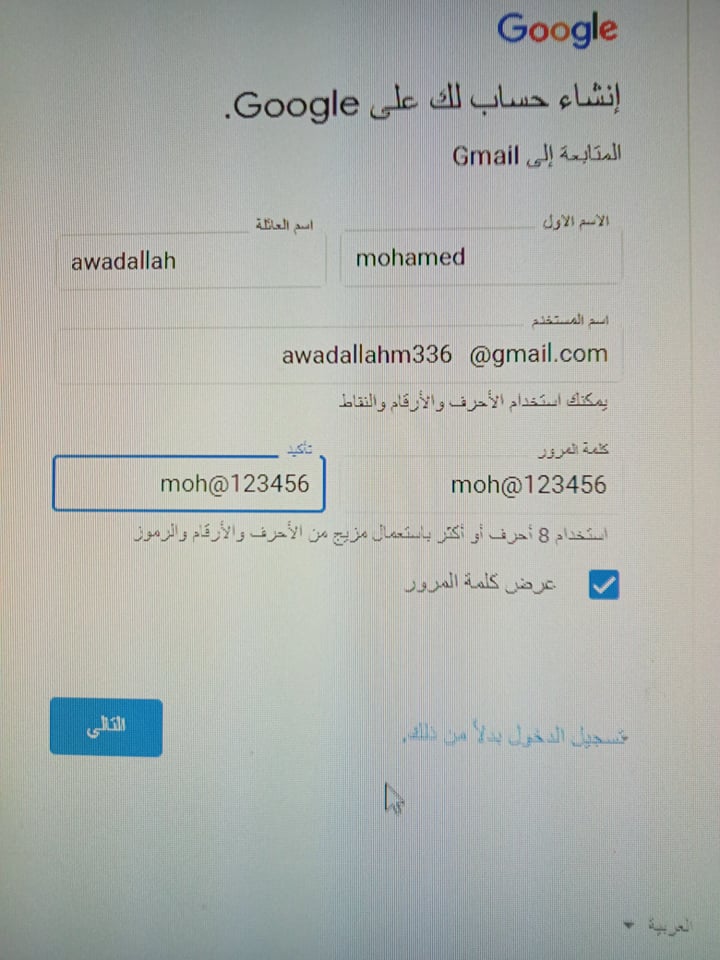 Google
إنشاء حساب لك على Google.
المتابعة إلى Gmail
الاسم الأول
mohamed
اسم العائلة
awadallah
اسم المستخدم
awadallahm336 @gmail.com
يمكنك استخدام الأحرف والأرقام والنقاط
كلمة المرور
moh@123456
تأكيد
moh@123456
استخدام 8 أحرف أو أكثر باستعمال مزيج من الأحرف والأرقام والرموز
عرض كلمة المرور
تسجيل الدخول بدلاً من ذلك.
التالي
العربية